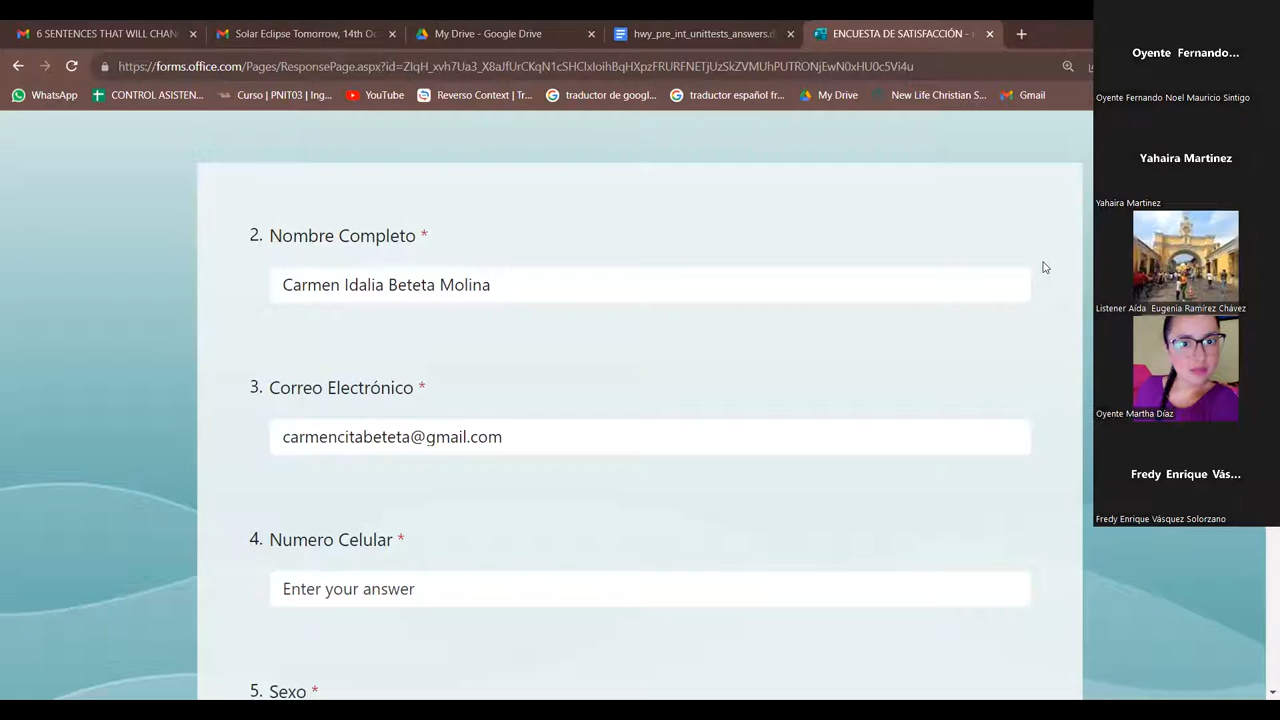 6 SENTENCES THAT WILL CHAN
Solar Eclipse Tomorrow, 14th Oc
My Drive - Google Drive
hwy_pre_int_unittests_answers.d
ENCUESTA DE SATISFACCIÓN -
https://forms.office.com/Pages/ResponsePage.aspx?id=
WhatsApp
CONTROL ASISTEN...
Curso | PNIT03 | Ing...
YouTube
Reverso Context | Tr...
traductor de googl...
traductor español fr...
My Drive
New Life Christian S...
Gmail
2. Nombre Completo *
Carmen Idalia Beteta Molina
3. Correo Electrónico *
carmencitabeteta@gmail.com
4. Numero Celular *
Enter your answer
5. Sexo *
Oyente Fernando...
Oyente Fernando Noel Mauricio Sintigo
Yahaira Martinez
Yahaira Martinez
Listener Aída Eugenia Ramírez Chávez
Oyente Martha Díaz
Fredy Enrique Vás...
Fredy Enrique Vásquez Solorzano